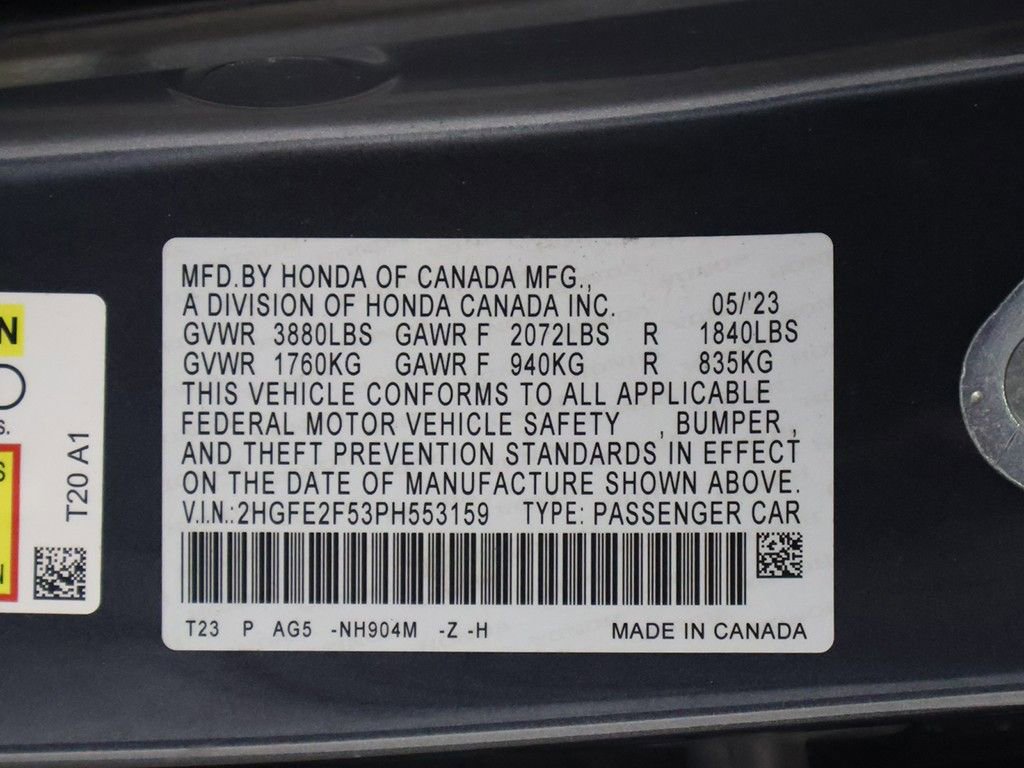 MFD.BY HONDA OF CANADA MFG.,
A DIVISION OF HONDA CANADA INC. 05/'23
GVWR 3880LBS GAWR F 2072LBS R 1840LBS
GVWR 1760KG GAWR F 940KG R 835KG
THIS VEHICLE CONFORMS TO ALL APPLICABLE
FEDERAL MOTOR VEHICLE SAFETY , BUMPER ,
AND THEFT PREVENTION STANDARDS IN EFFECT
ON THE DATE OF MANUFACTURE SHOWN ABOVE.
V.I.N.:2HGFE2F53PH553159 TYPE: PASSENGER CAR
T23 P AG5 -NH904M -Z -H MADE IN CANADA
T20 A1